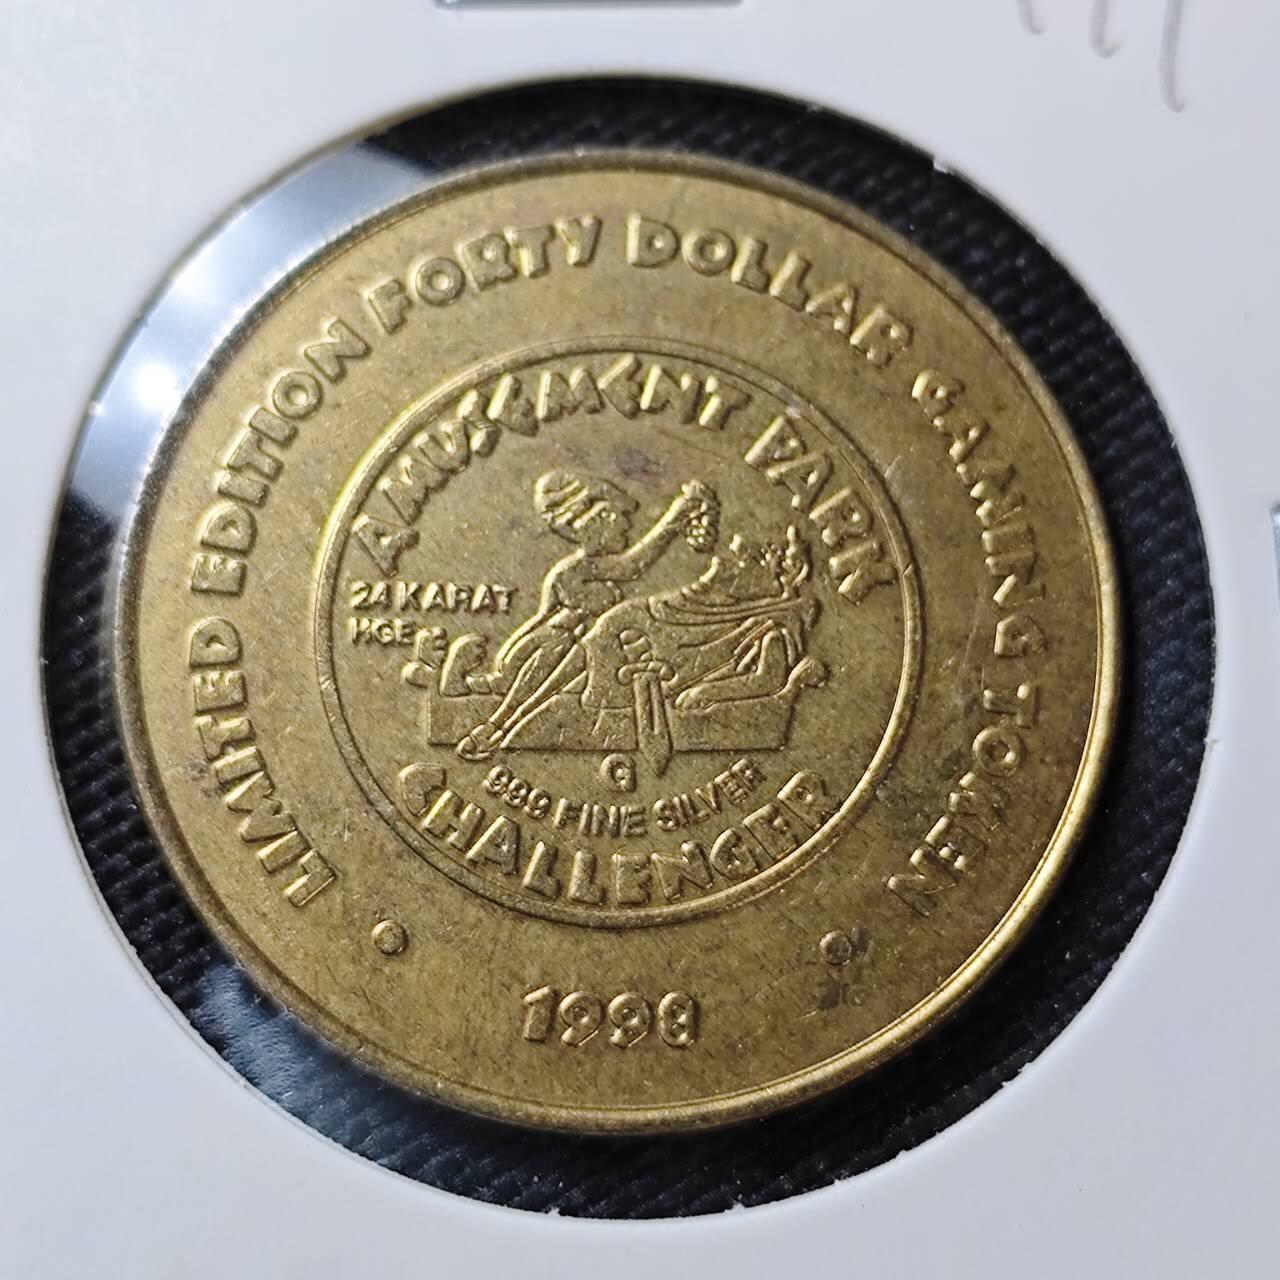 LIMITED EDITION FORTY DOLLAR GAMING TOKEN
AMUSEMENT PARK
24 KARAT
HGE
G
999 FINE SILVER
CHALLENGER
1998